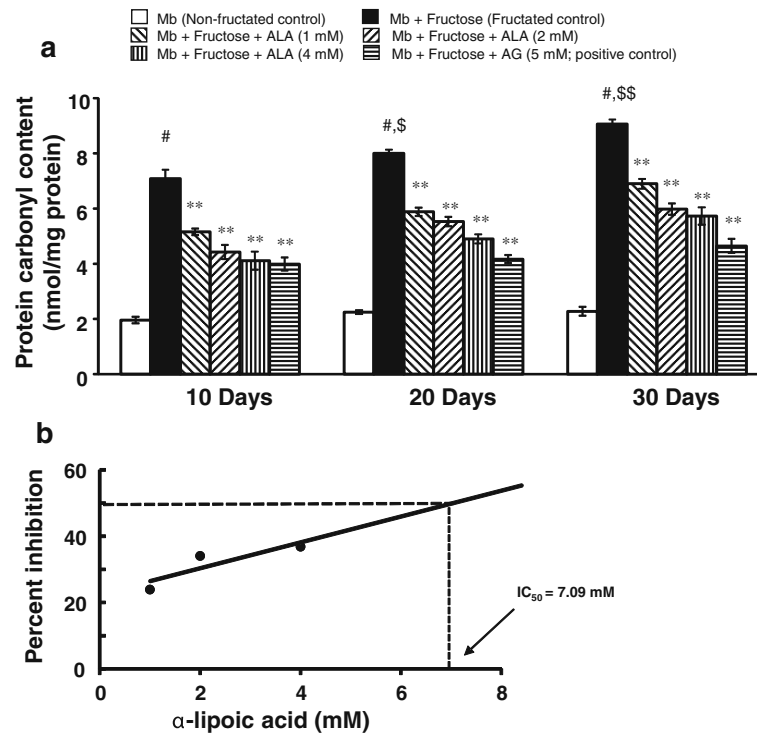 Mb (Non-fructated control)
Mb + Fructose (Fructated control)
Mb + Fructose + ALA (1 mM)
Mb + Fructose + ALA (2 mM)
Mb + Fructose + ALA (4 mM)
Mb + Fructose + AG (5 mM; positive control)
a
Protein carbonyl content
(nmol/mg protein)
10
8
6
4
2
0
#
**
**
**
**
#,$
**
**
**
**
#,$$
**
**
**
**
10 Days
20 Days
30 Days
b
Percent inhibition
60
40
20
0
IC50 = 7.09 mM
0
2
4
6
8
α-lipoic acid (mM)